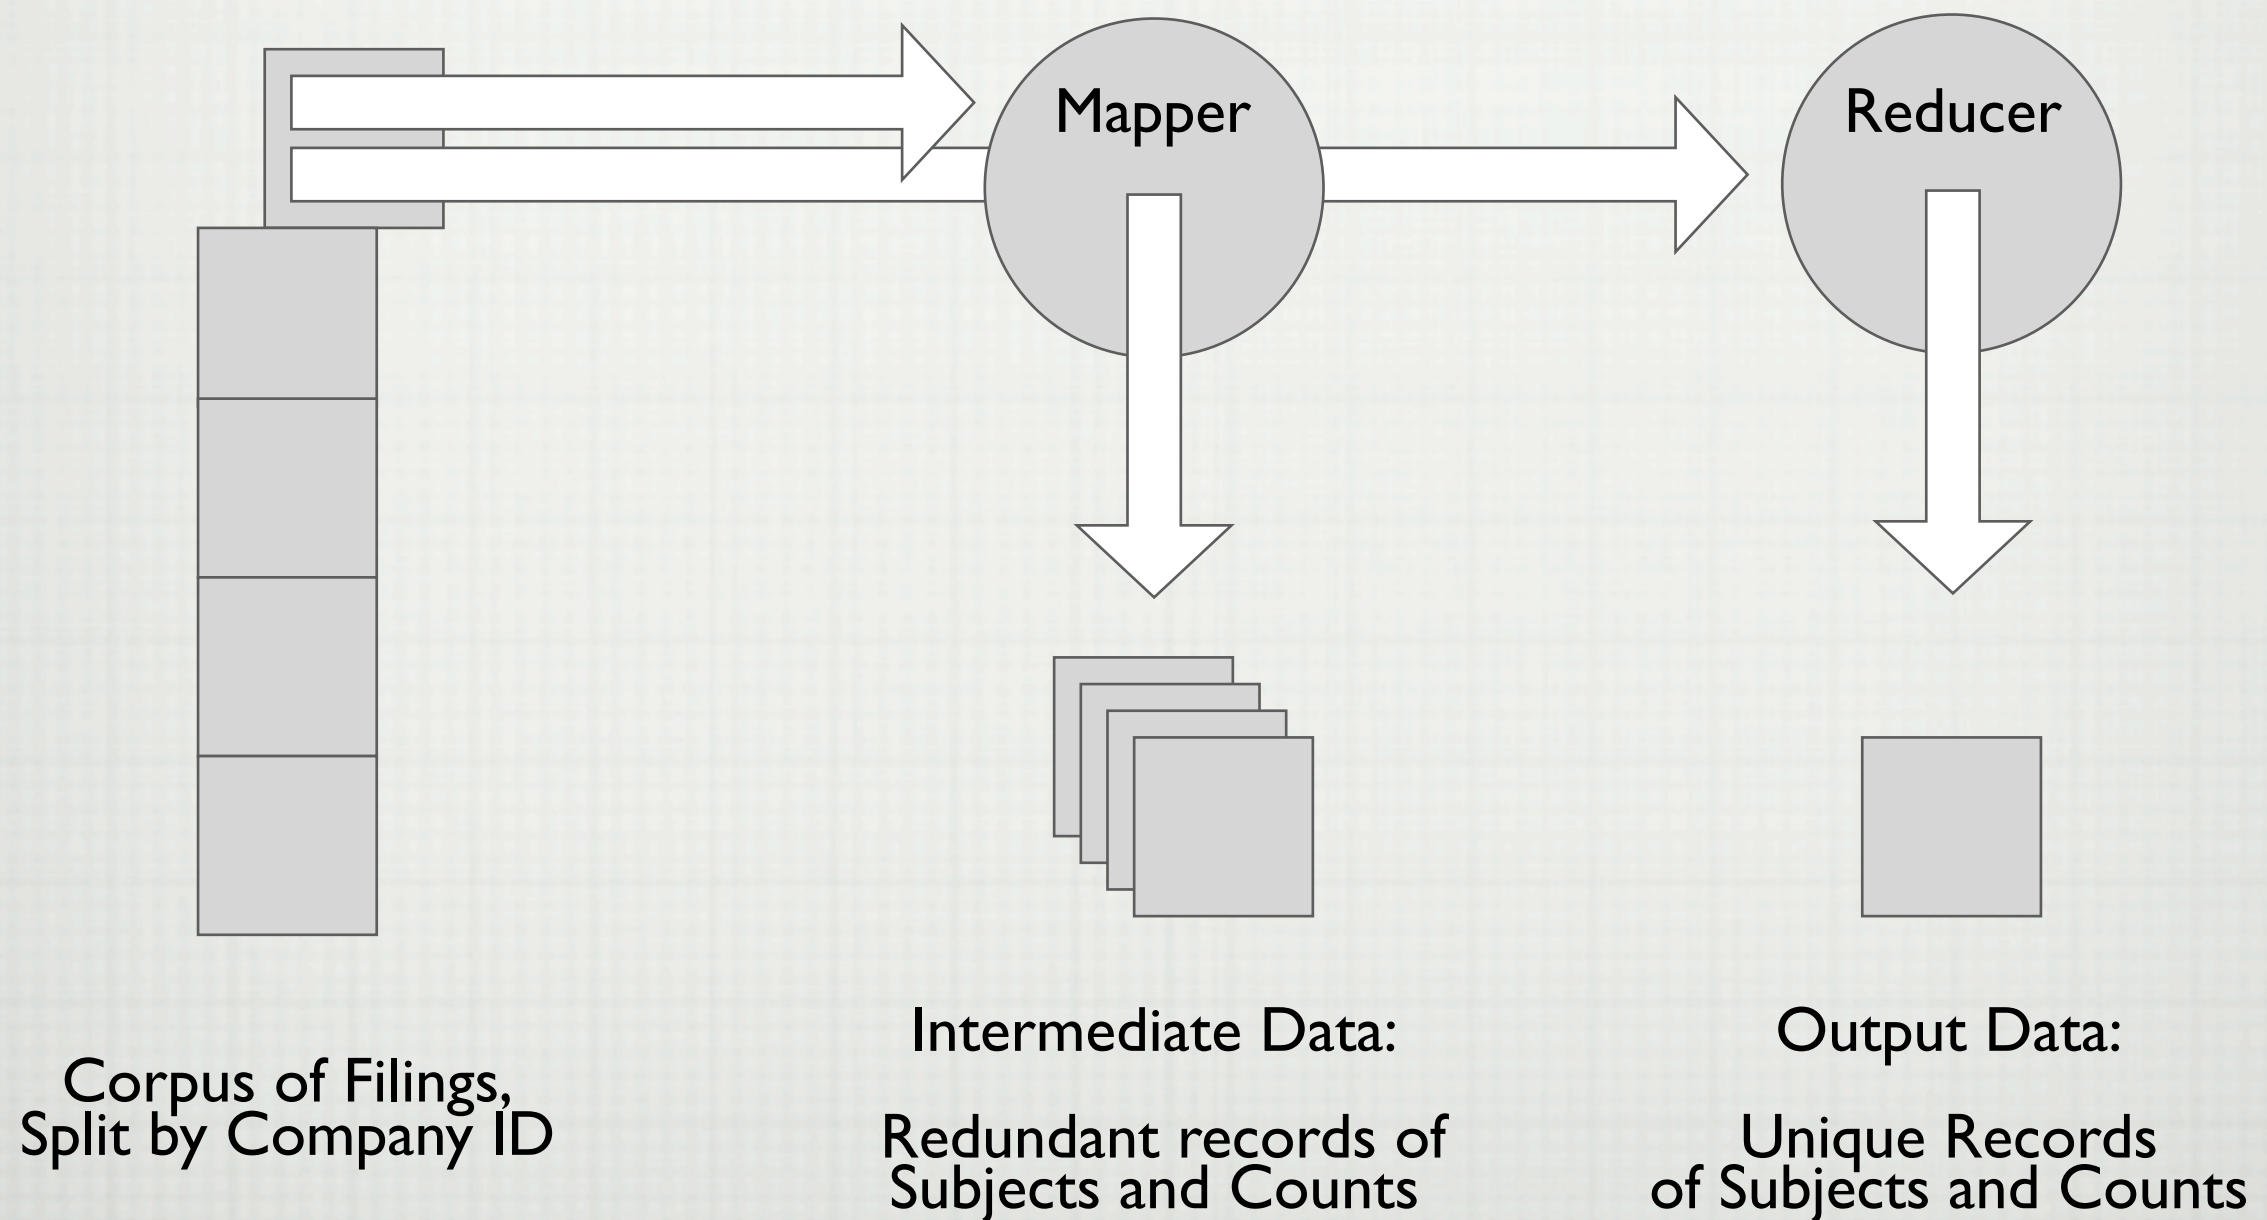 Mapper
Reducer
Corpus of Filings,
Split by Company ID
Intermediate Data:
Redundant records of
Subjects and Counts
Output Data:
Unique Records
of Subjects and Counts